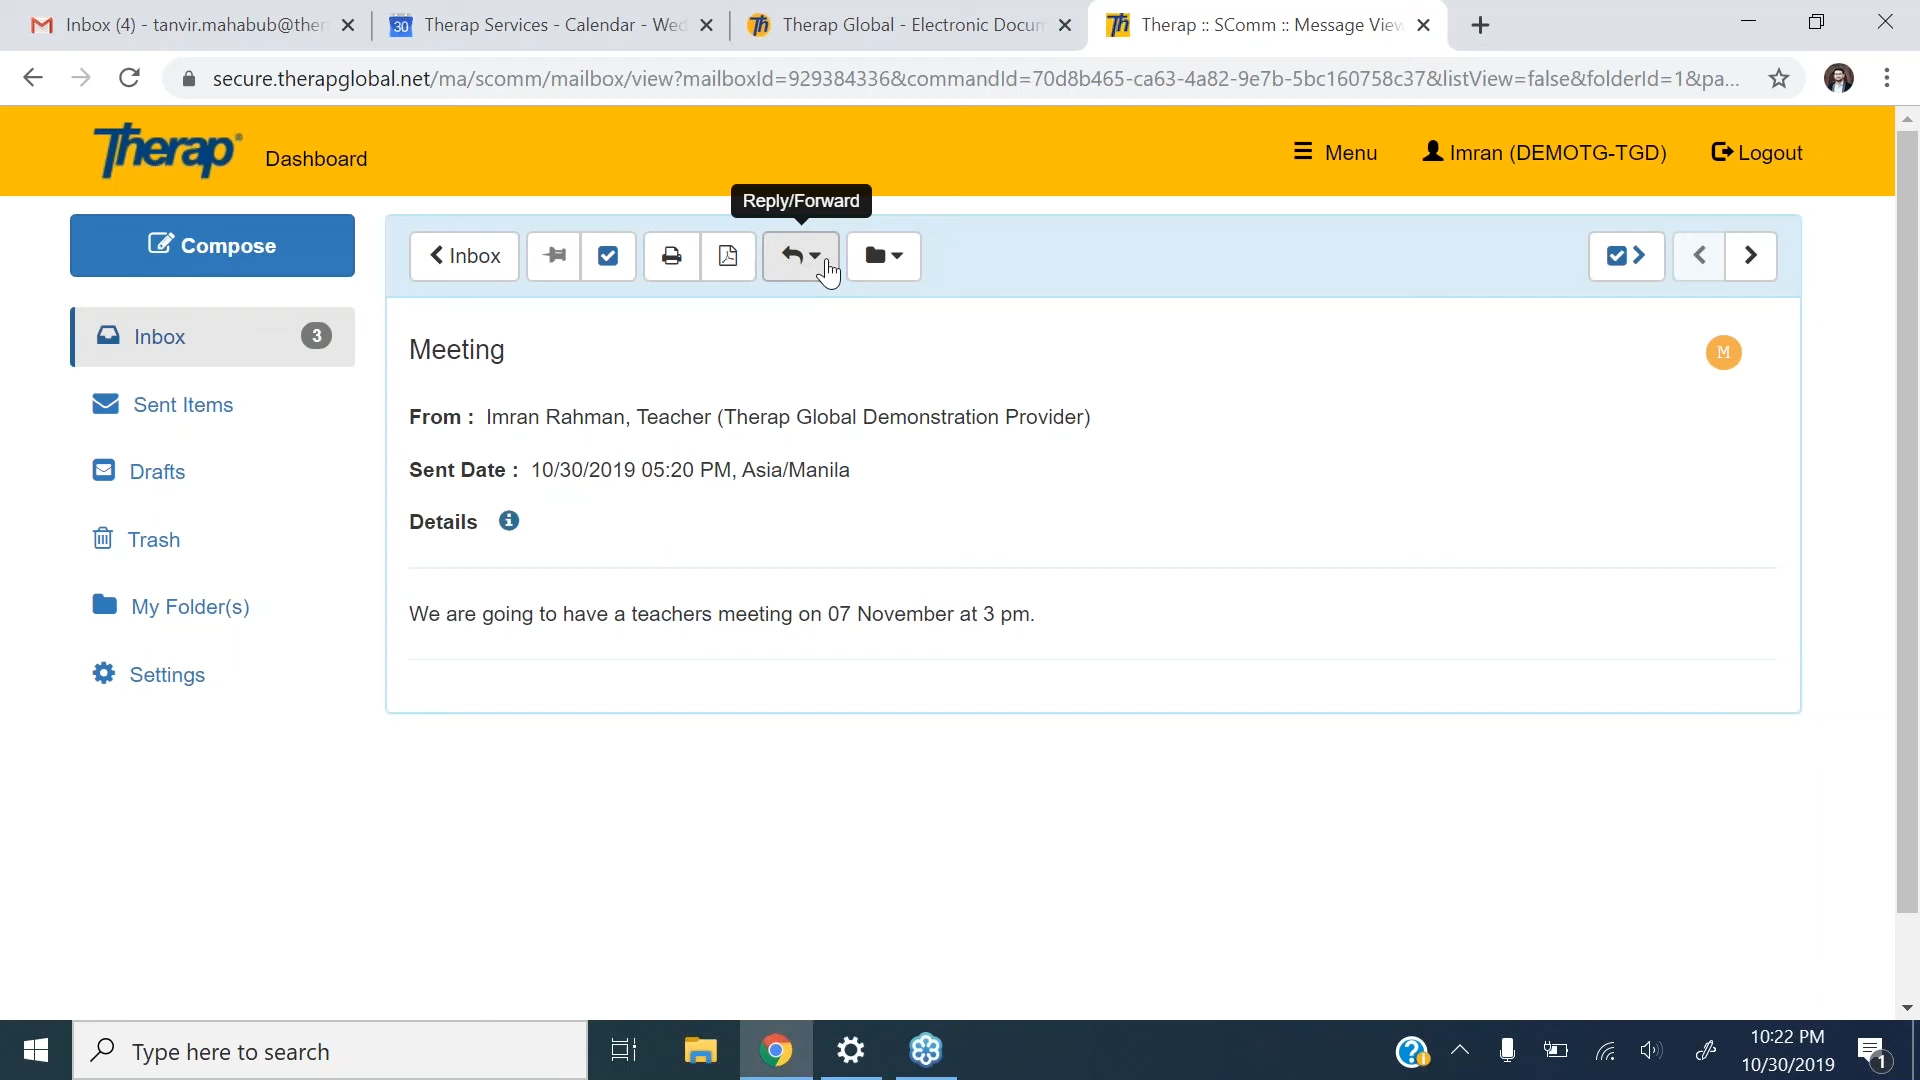 Inbox (4) - tanvir.mahabub@ther
30 Therap Services - Calendar - Wed
Th Therap Global - Electronic Docum
Th Therap :: SComm :: Message View
secure.therapglobal.net/ma/scomm/mailbox/view?mailboxId=929384336&commandId=70d8b465-ca63-4a82-9e7b-5bc160758c37&listView=false&folderId=1&pa...
Therap®
Dashboard
Menu
Imran (DEMOTG-TGD)
Logout
Reply/Forward
Compose
Inbox
Inbox 3
Sent Items
Drafts
Trash
My Folder(s)
Settings
Meeting
M
From : Imran Rahman, Teacher (Therap Global Demonstration Provider)
Sent Date : 10/30/2019 05:20 PM, Asia/Manila
Details
We are going to have a teachers meeting on 07 November at 3 pm.
Type here to search
10:22 PM
10/30/2019
1